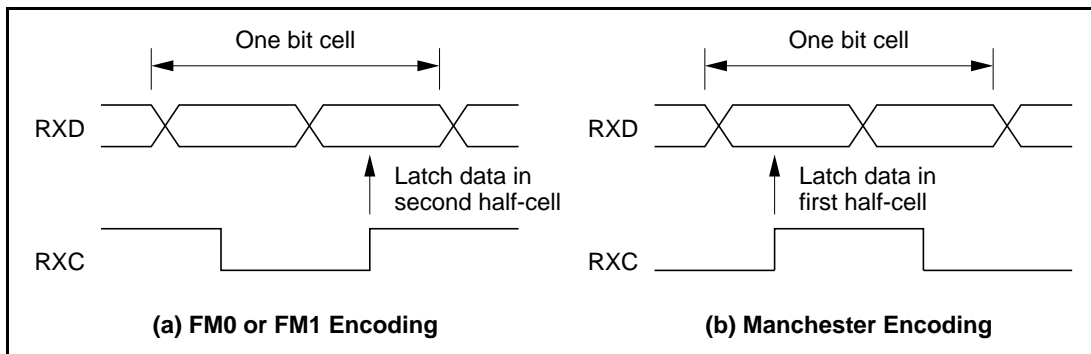 One bit cell
RXD
Latch data in
second half-cell
RXC
(a) FM0 or FM1 Encoding
One bit cell
RXD
Latch data in
first half-cell
RXC
(b) Manchester Encoding